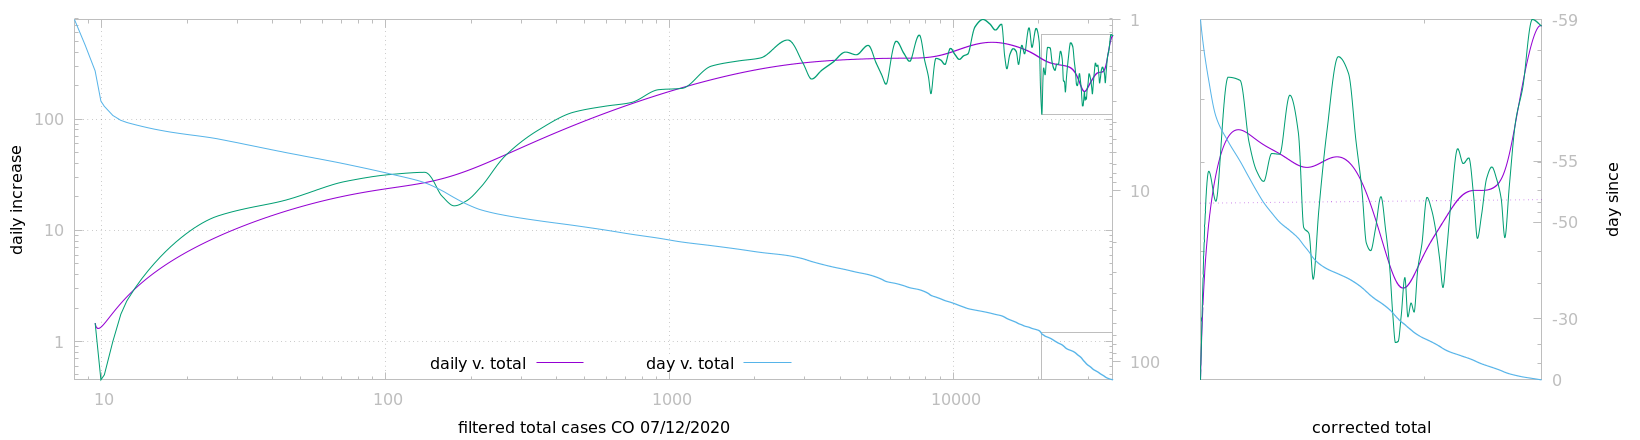 daily increase
100
10
1
daily v. total
day v. total
10
100
1000
10000
filtered total cases CO 07/12/2020
1
10
100
-59
-55
-50
-30
0
day since
corrected total